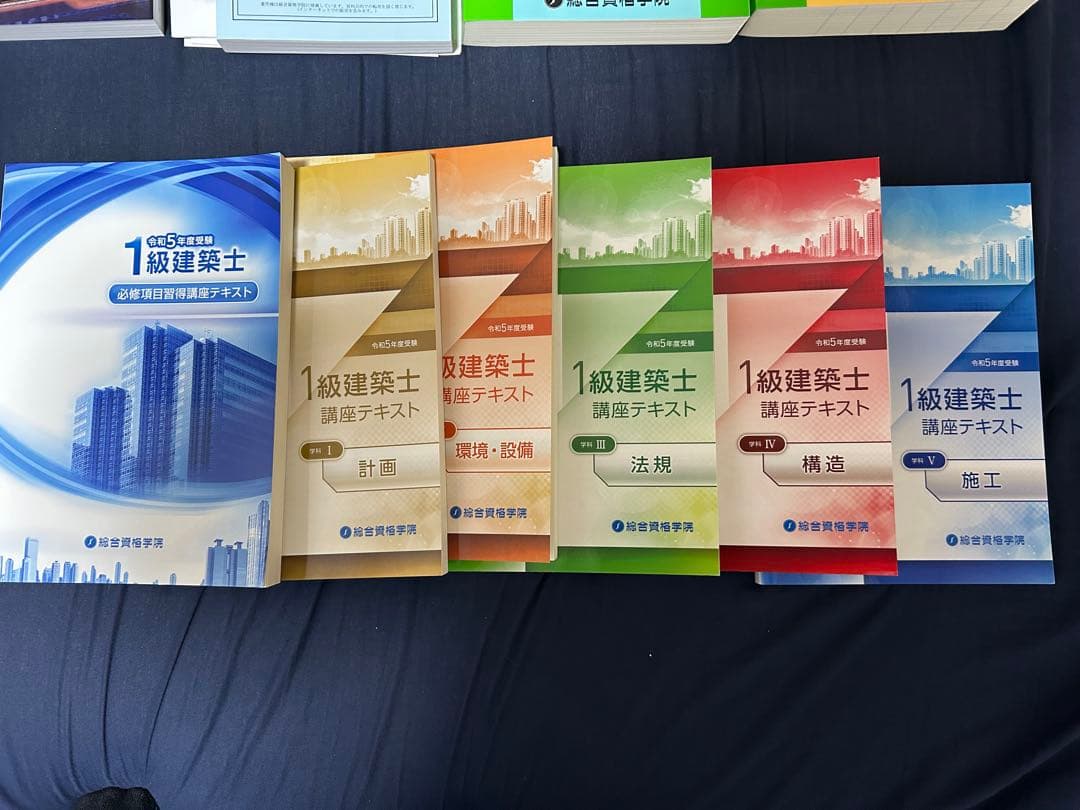 総合資格学院
令和5年度受験
1級建築士
必修項目習得講座テキスト
総合資格学院
令和5年度受験
1級建築士
講座テキスト
学科 I
計画
令和5年度受験
級建築士
講座テキスト
環境・設備
総合資格学院
令和5年度受験
1級建築士
講座テキスト
学科 III
法規
総合資格学院
令和5年度受験
1級建築士
講座テキスト
学科 IV
構造
総合資格学院
令和5年度受験
1級建築士
講座テキスト
学科 V
施工
総合資格学院